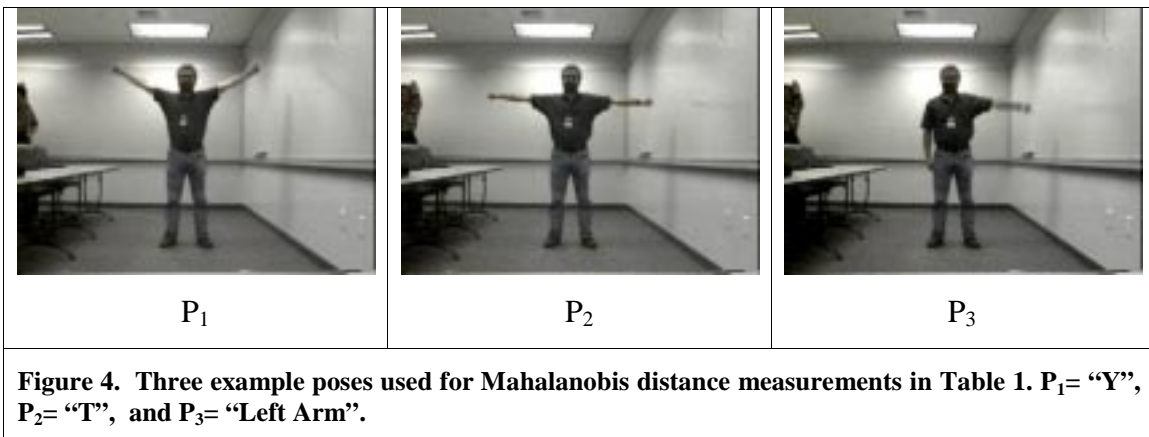 P₁ P₂ P₃
Figure 4. Three example poses used for Mahalanobis distance measurements in Table 1. P₁= “Y”,
P₂= “T”, and P₃= “Left Arm”.